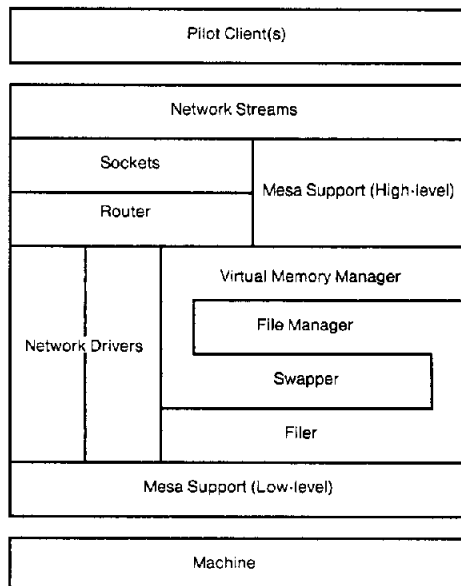 Pilot Client(s)
Network Streams
Sockets
Mesa Support (High-level)
Router
Virtual Memory Manager
File Manager
Network Drivers
Swapper
Filer
Mesa Support (Low-level)
Machine